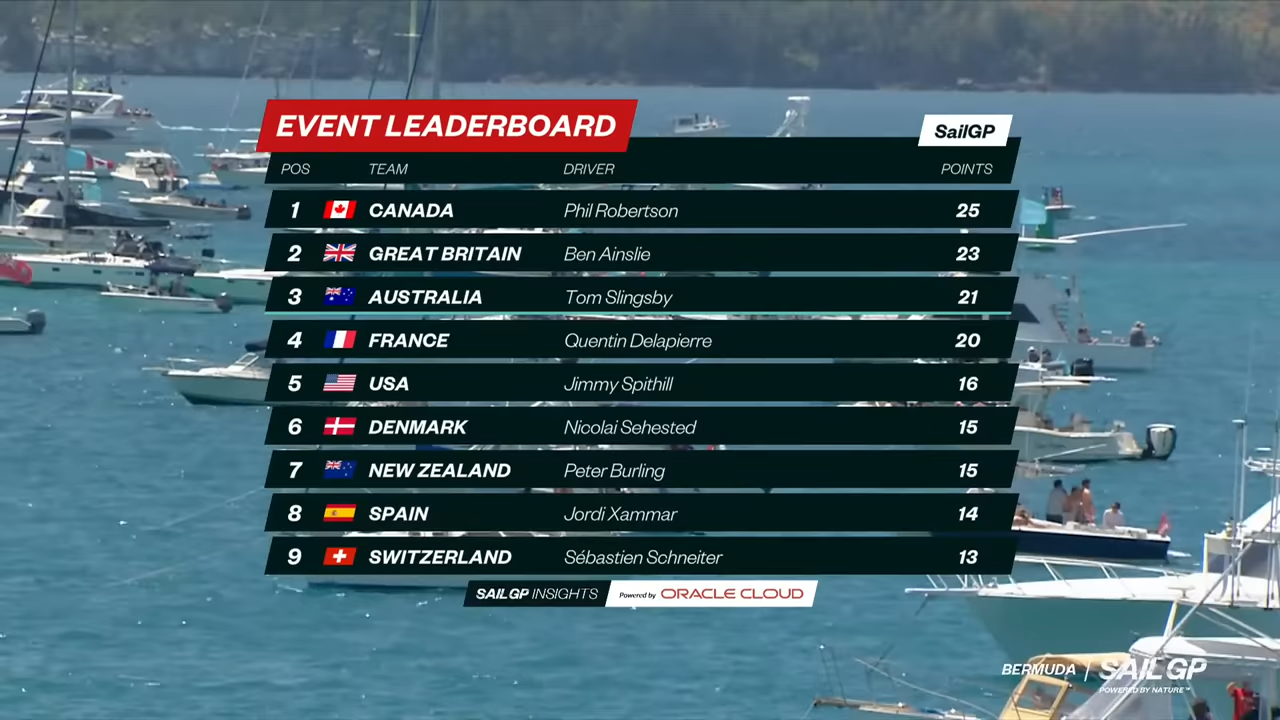 EVENT LEADERBOARD
SailGP
POS TEAM DRIVER POINTS
1 CANADA Phil Robertson 25
2 GREAT BRITAIN Ben Ainslie 23
3 AUSTRALIA Tom Slingsby 21
4 FRANCE Quentin Delapierre 20
5 USA Jimmy Spithill 16
6 DENMARK Nicolai Sehested 15
7 NEW ZEALAND Peter Burling 15
8 SPAIN Jordi Xammar 14
9 SWITZERLAND Sébastien Schneiter 13
SAILGP INSIGHTS Powered by ORACLE CLOUD
BERMUDA | SAILGP
POWERED BY NATURE™